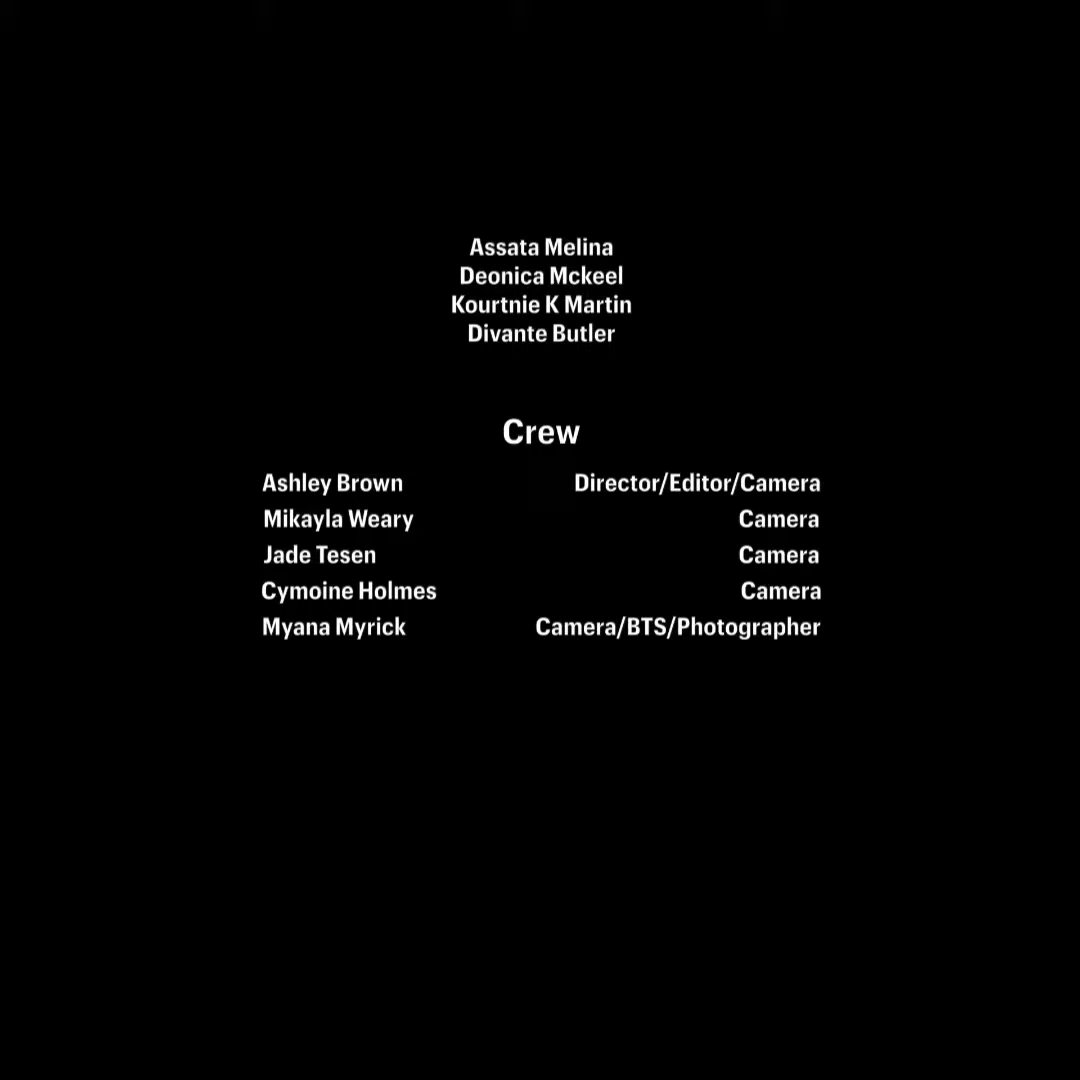 Assata Melina
Deonica Mckeel
Kourtnie K Martin
Divante Butler
Crew
Ashley Brown Director/Editor/Camera
Mikayla Weary Camera
Jade Tesen Camera
Cymoine Holmes Camera
Myana Myrick Camera/BTS/Photographer